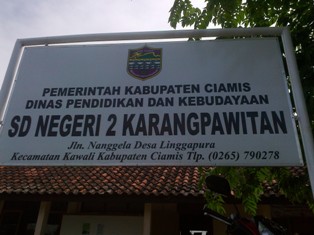 PEMERINTAH KABUPATEN CIAMIS
DINAS PENDIDIKAN DAN KEBUDAYAAN
SD NEGERI 2 KARANGPAWITAN
Jln. Nanggela Desa Linggapura
Kecamatan Kawali Kabupaten Ciamis Tlp. (0265) 790278